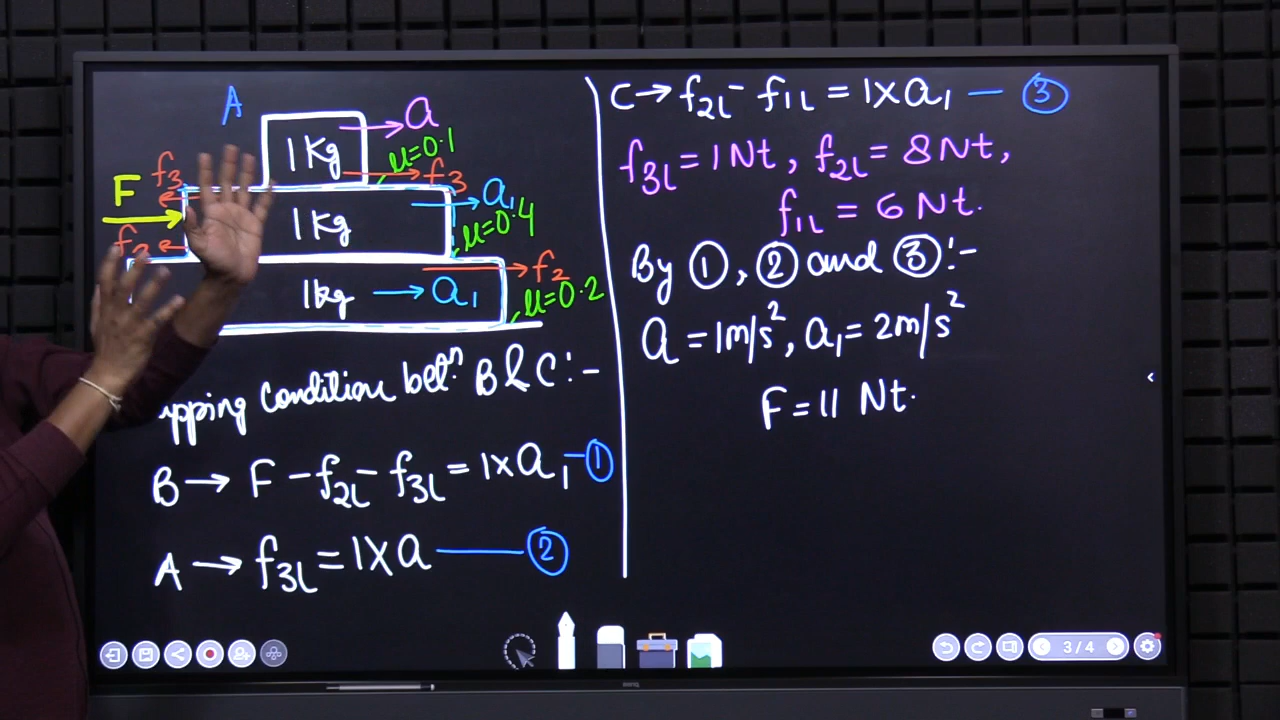 A
a
1 Kg
μ=0.1
f3
f3
F
1 Kg
a1
μ=0.4
f2
1kg
a1
f2
μ=0.2
condition betⁿ. B & C :-
B → F - f2L - f3L = 1×a1 - ①
A → f3L = 1×a — ②
C → f2L - f1L = 1×a1 — ③
f3L = 1 Nt, f2L = 8 Nt,
f1L = 6 Nt.
By ①, ② and ③ :-
a = 1m/s², a1 = 2m/s²
F = 11 Nt.
3/4
BenQ